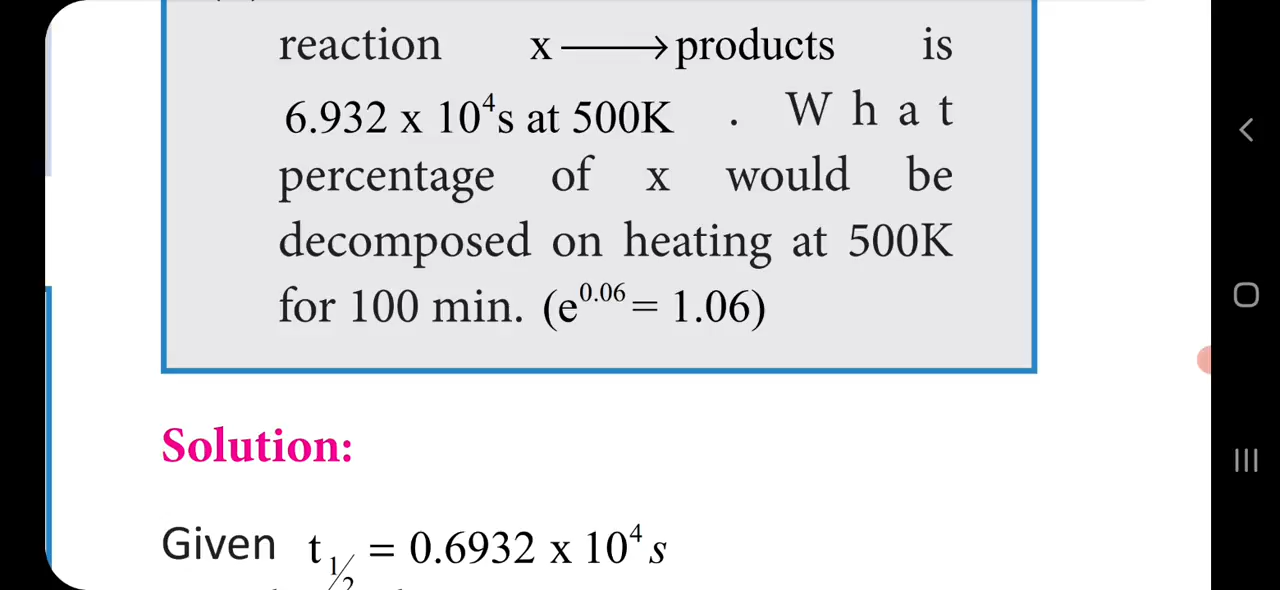 reaction x ⟶ products is
6.932 x 10⁴s at 500K . What
percentage of x would be
decomposed on heating at 500K
for 100 min. (e⁰·⁰⁶ = 1.06)
Solution:
Given t₁/₂ = 0.6932 x 10⁴ s